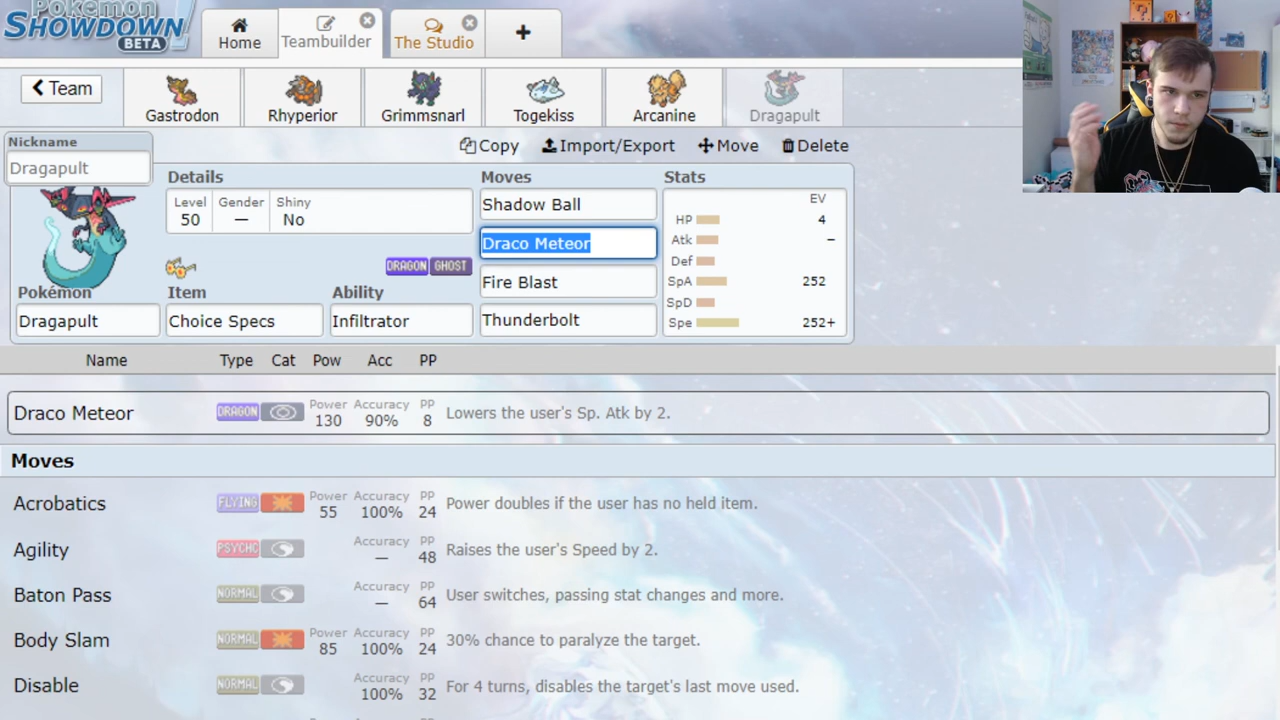 Pokémon
SHOWDOWN!
BETA
Home
Teambuilder
The Studio
+
Team
Gastrodon
Rhyperior
Grimmsnarl
Togekiss
Arcanine
Dragapult
Copy
Import/Export
Move
Delete
Nickname
Dragapult
Details
Level
50
Gender
—
Shiny
No
DRAGON GHOST
Pokémon
Dragapult
Item
Choice Specs
Ability
Infiltrator
Moves
Shadow Ball
Draco Meteor
Fire Blast
Thunderbolt
Stats
EV
HP 4
Atk –
Def
SpA 252
SpD
Spe 252+
Name Type Cat Pow Acc PP
Draco Meteor DRAGON Power 130 Accuracy 90% PP 8 Lowers the user's Sp. Atk by 2.
Moves
Acrobatics FLYING Power 55 Accuracy 100% PP 24 Power doubles if the user has no held item.
Agility PSYCHC Accuracy — PP 48 Raises the user's Speed by 2.
Baton Pass NORMAL Accuracy — PP 64 User switches, passing stat changes and more.
Body Slam NORMAL Power 85 Accuracy 100% PP 24 30% chance to paralyze the target.
Disable NORMAL Accuracy 100% PP 32 For 4 turns, disables the target's last move used.